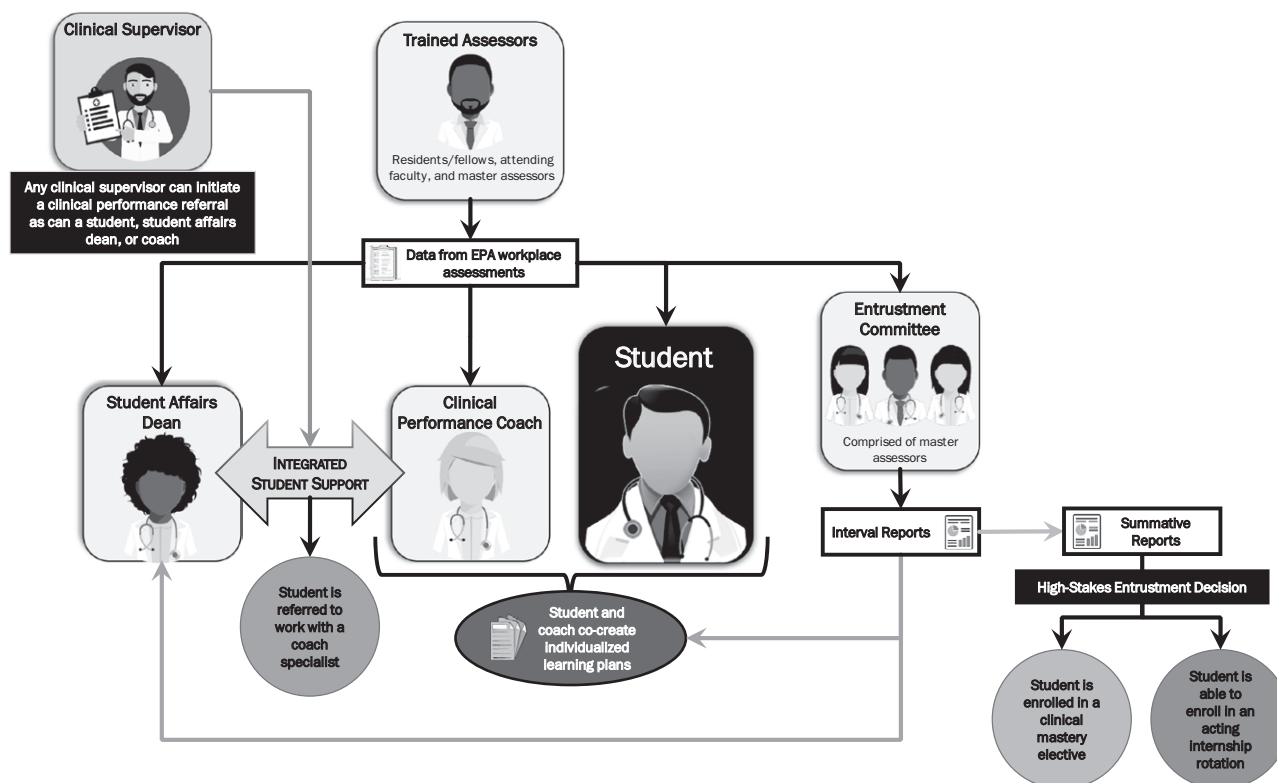 Clinical Supervisor
Any clinical supervisor can initiate
a clinical performance referral
as can a student, student affairs
dean, or coach
Trained Assessors
Residents/fellows, attending
faculty, and master assessors
Data from EPA workplace
assessments
Student Affairs
Dean
INTEGRATED
STUDENT SUPPORT
Clinical
Performance Coach
Student
Entrustment
Committee
Comprised of master
assessors
Student is
referred to
work with a
coach
specialist
Student and
coach co-create
individualized
learning plans
Interval Reports
Summative
Reports
High-Stakes Entrustment Decision
Student is
enrolled in a
clinical
mastery
elective
Student is
able to
enroll in an
acting
internship
rotation